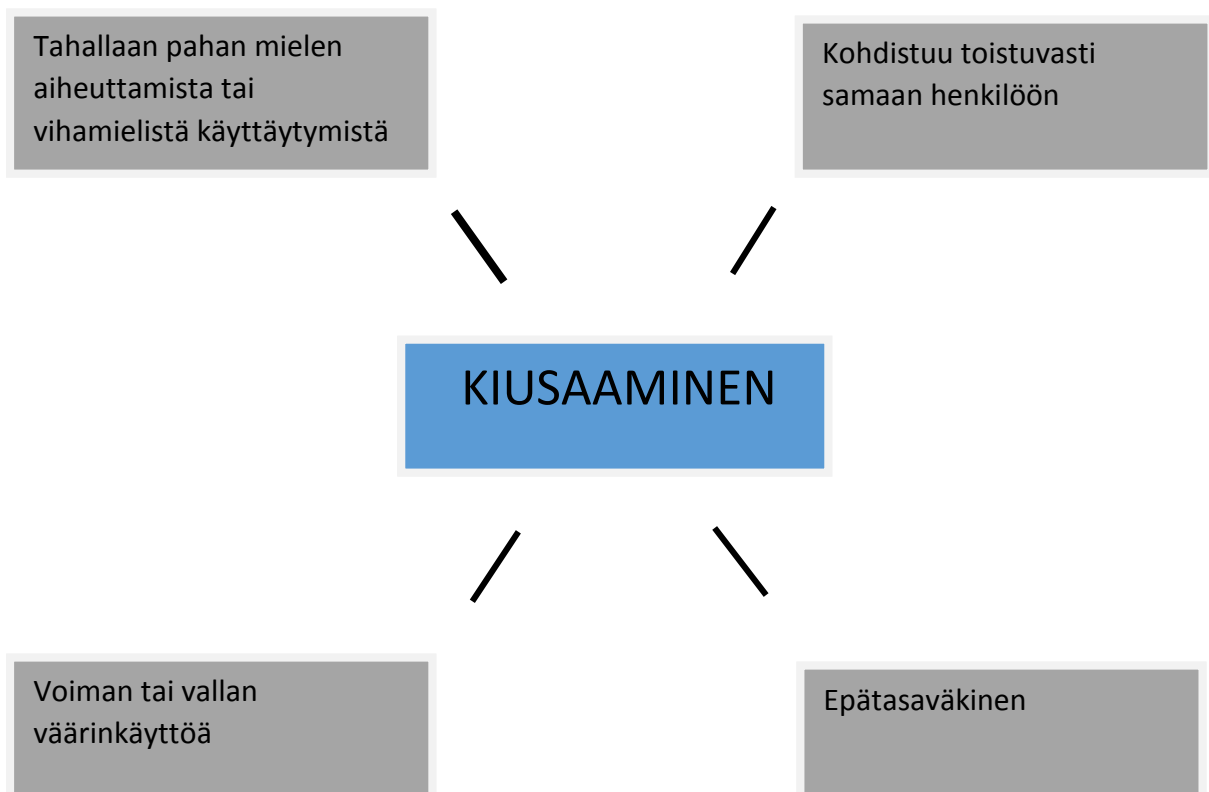 Tahallaan pahan mielen
aiheuttamista tai
vihamielistä käyttäytymistä
Kohdistuu toistuvasti
samaan henkilöön
KIUSAAMINEN
Voiman tai vallan
väärinkäyttöä
Epätasaväkinen